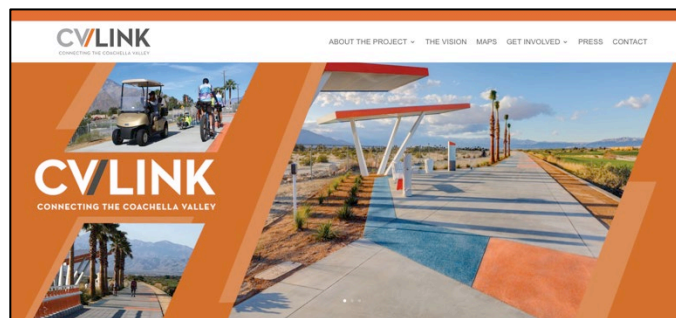 CV/LINK
CONNECTING THE COACHELLA VALLEY
ABOUT THE PROJECT THE VISION MAPS GET INVOLVED PRESS CONTACT
CV/LINK
CONNECTING THE COACHELLA VALLEY